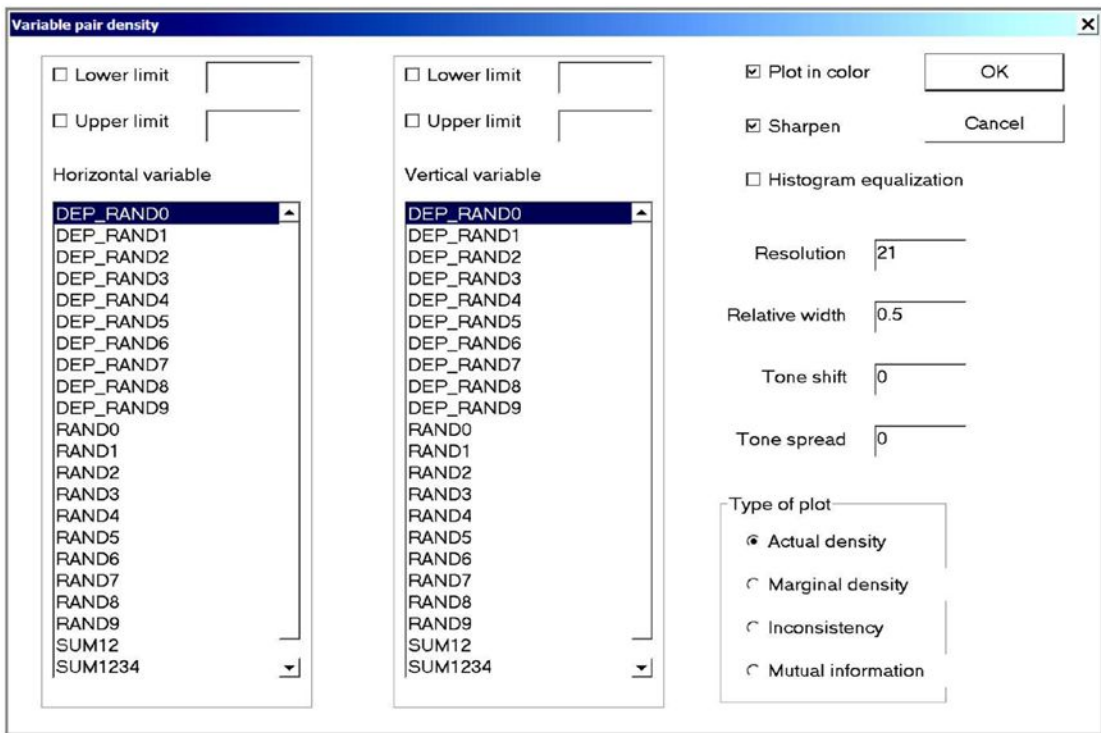 Variable pair density
Lower limit
Upper limit
Horizontal variable
DEP_RAND0
DEP_RAND1
DEP_RAND2
DEP_RAND3
DEP_RAND4
DEP_RAND5
DEP_RAND6
DEP_RAND7
DEP_RAND8
DEP_RAND9
RAND0
RAND1
RAND2
RAND3
RAND4
RAND5
RAND6
RAND7
RAND8
RAND9
SUM12
SUM1234
Lower limit
Upper limit
Vertical variable
DEP_RAND0
DEP_RAND1
DEP_RAND2
DEP_RAND3
DEP_RAND4
DEP_RAND5
DEP_RAND6
DEP_RAND7
DEP_RAND8
DEP_RAND9
RAND0
RAND1
RAND2
RAND3
RAND4
RAND5
RAND6
RAND7
RAND8
RAND9
SUM12
SUM1234
Plot in color
OK
Sharpen
Cancel
Histogram equalization
Resolution 21
Relative width 0.5
Tone shift 0
Tone spread 0
Type of plot
Actual density
Marginal density
Inconsistency
Mutual information